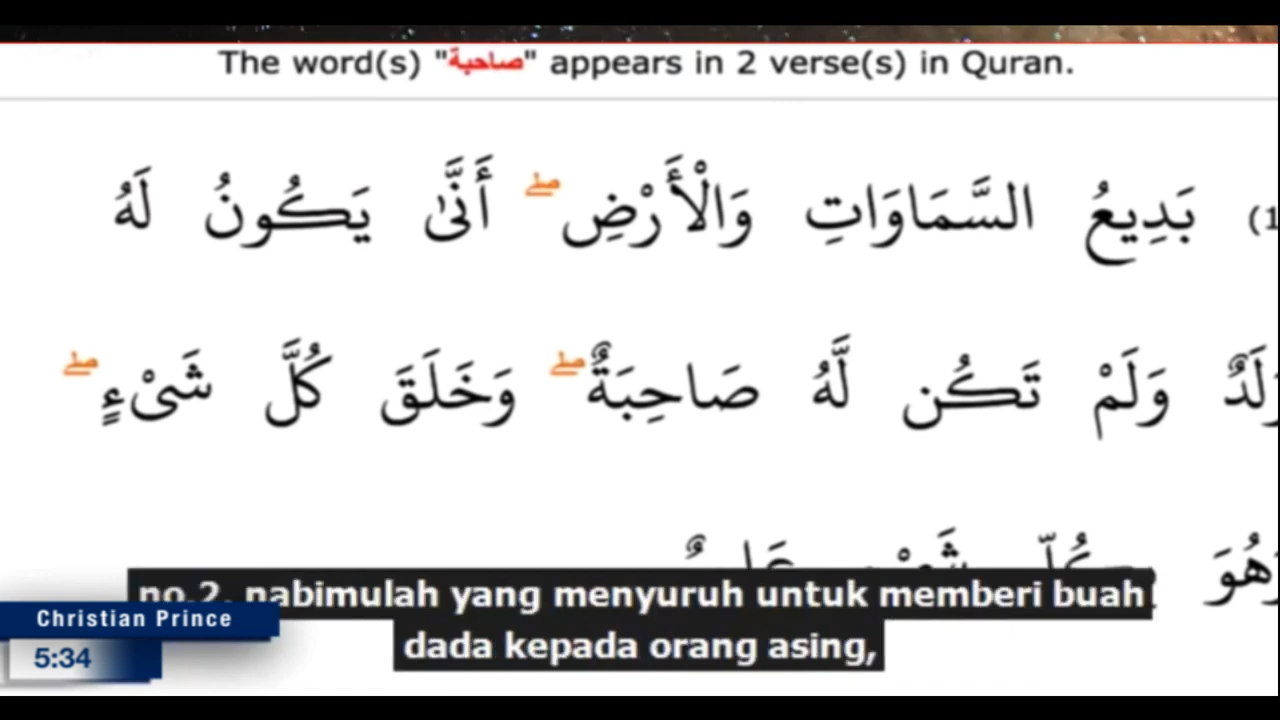 The word(s) "صاحبة" appears in 2 verse(s) in Quran.
بَدِيعُ السَّمَاوَاتِ وَالْأَرْضِ ۖ أَنَّىٰ يَكُونُ لَهُ
وَلَدٌ وَلَمْ تَكُن لَّهُ صَاحِبَةٌ ۖ وَخَلَقَ كُلَّ شَيْءٍ ۖ
وَهُوَ
no.2. nabimulah yang menyuruh untuk memberi buah
dada kepada orang asing,
Christian Prince
5:34